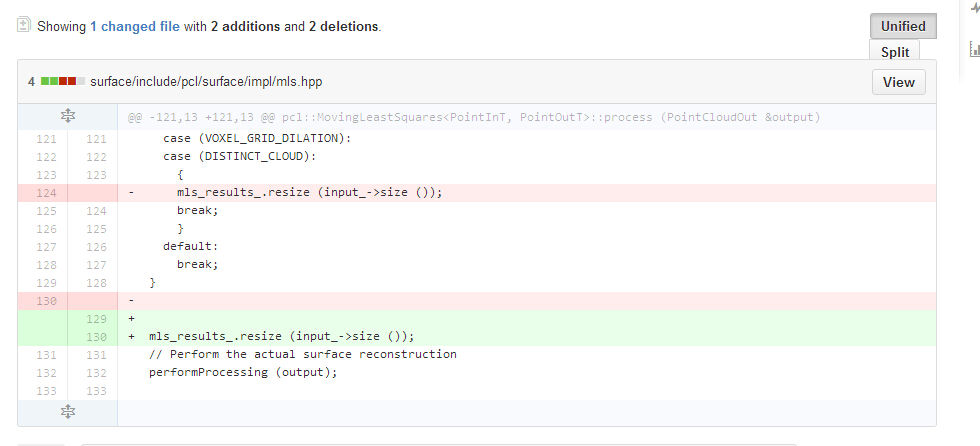 Showing 1 changed file with 2 additions and 2 deletions.
Unified
Split
4 surface/include/pcl/surface/impl/mls.hpp
View
@@ -121,13 +121,13 @@ pcl::MovingLeastSquares<PointInT, PointOutT>::process (PointCloudOut &output)
121 121 case (VOXEL_GRID_DILATION):
122 122 case (DISTINCT_CLOUD):
123 123 {
124 - mls_results_.resize (input_->size ());
125 124 break;
126 125 }
127 126 default:
128 127 break;
129 128 }
130 -
129 +
130 + mls_results_.resize (input_->size ());
131 131 // Perform the actual surface reconstruction
132 132 performProcessing (output);
133 133